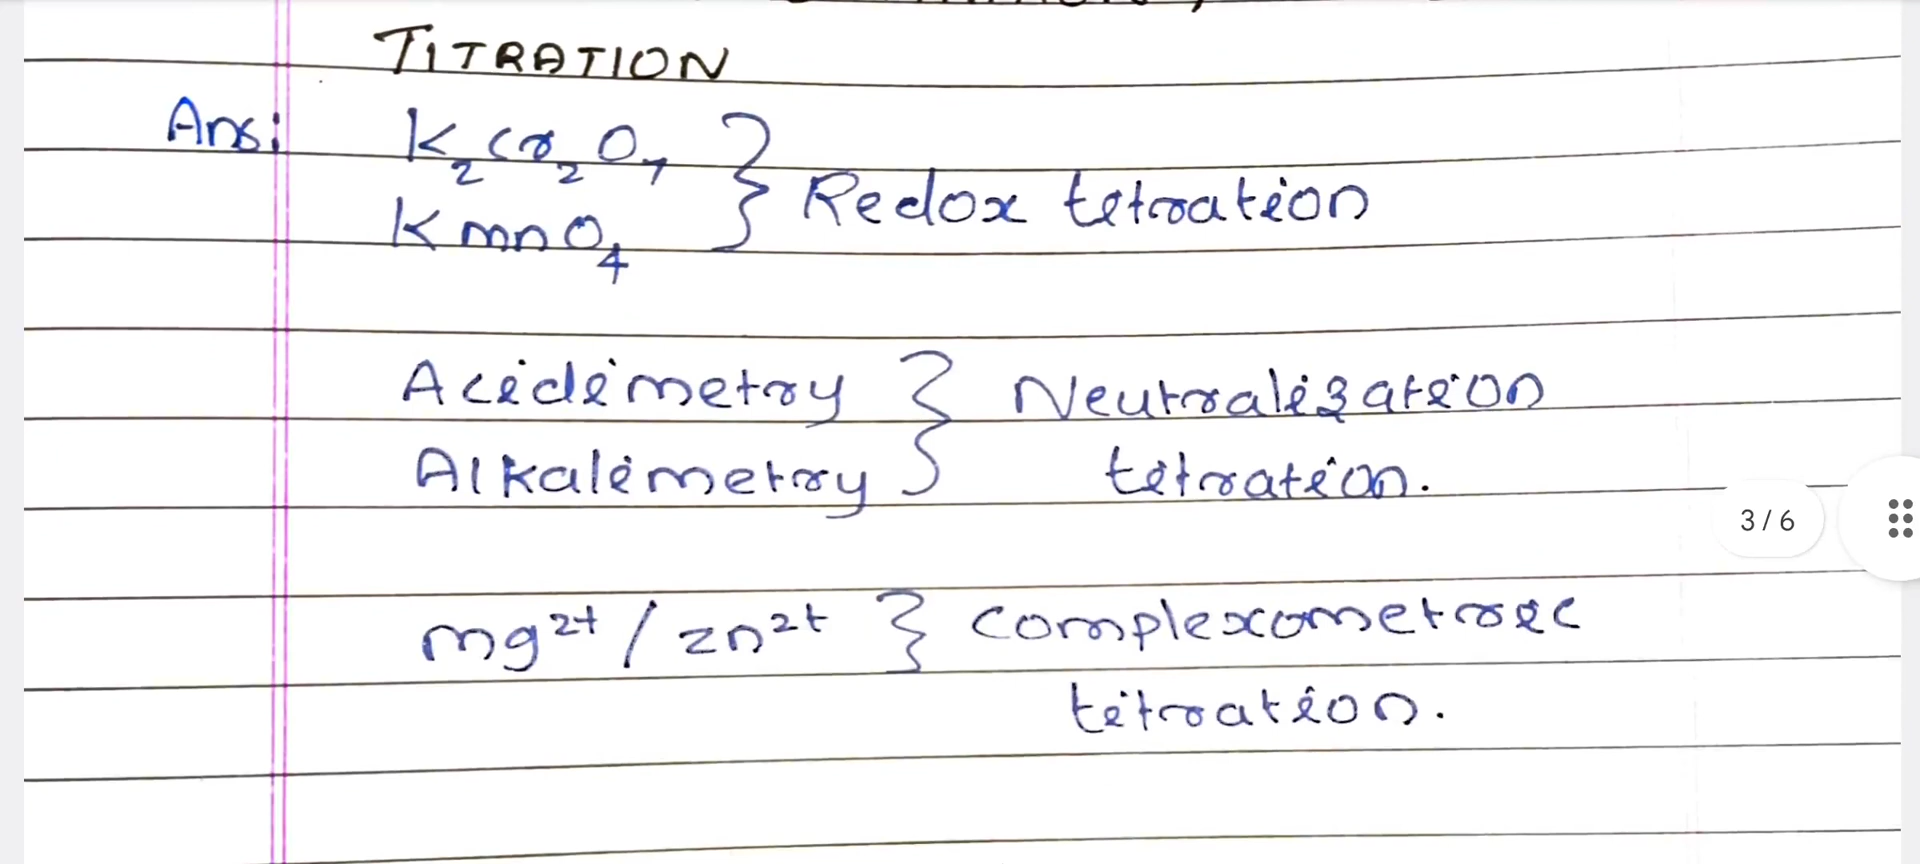 TITRATION
Ans: K₂Cr₂O₇ } Redox titration
KmnO₄
Acidimetry } Neutralization
Alkalimetry titration.
3 / 6
mg²⁺ / zn²⁺ } complexometric
titration.